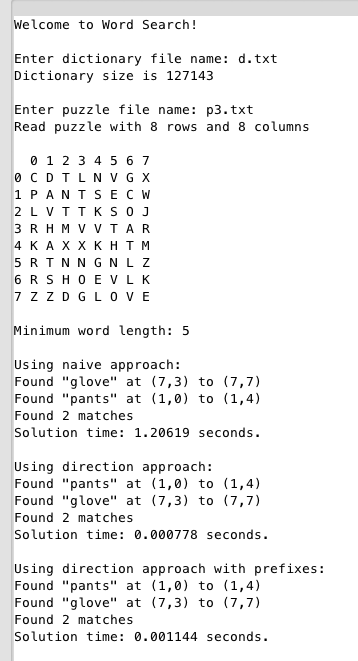 Welcome to Word Search!
Enter dictionary file name: d.txt
Dictionary size is 127143
Enter puzzle file name: p3.txt
Read puzzle with 8 rows and 8 columns
0 1 2 3 4 5 6 7
0 C D T L N V G X
1 P A N T S E C W
2 L V T T K S O J
3 R H M V V T A R
4 K A X X K H T M
5 R T N N G N L Z
6 R S H O E V L K
7 Z Z D G L O V E
Minimum word length: 5
Using naive approach:
Found "glove" at (7,3) to (7,7)
Found "pants" at (1,0) to (1,4)
Found 2 matches
Solution time: 1.20619 seconds.
Using direction approach:
Found "pants" at (1,0) to (1,4)
Found "glove" at (7,3) to (7,7)
Found 2 matches
Solution time: 0.000778 seconds.
Using direction approach with prefixes:
Found "pants" at (1,0) to (1,4)
Found "glove" at (7,3) to (7,7)
Found 2 matches
Solution time: 0.001144 seconds.